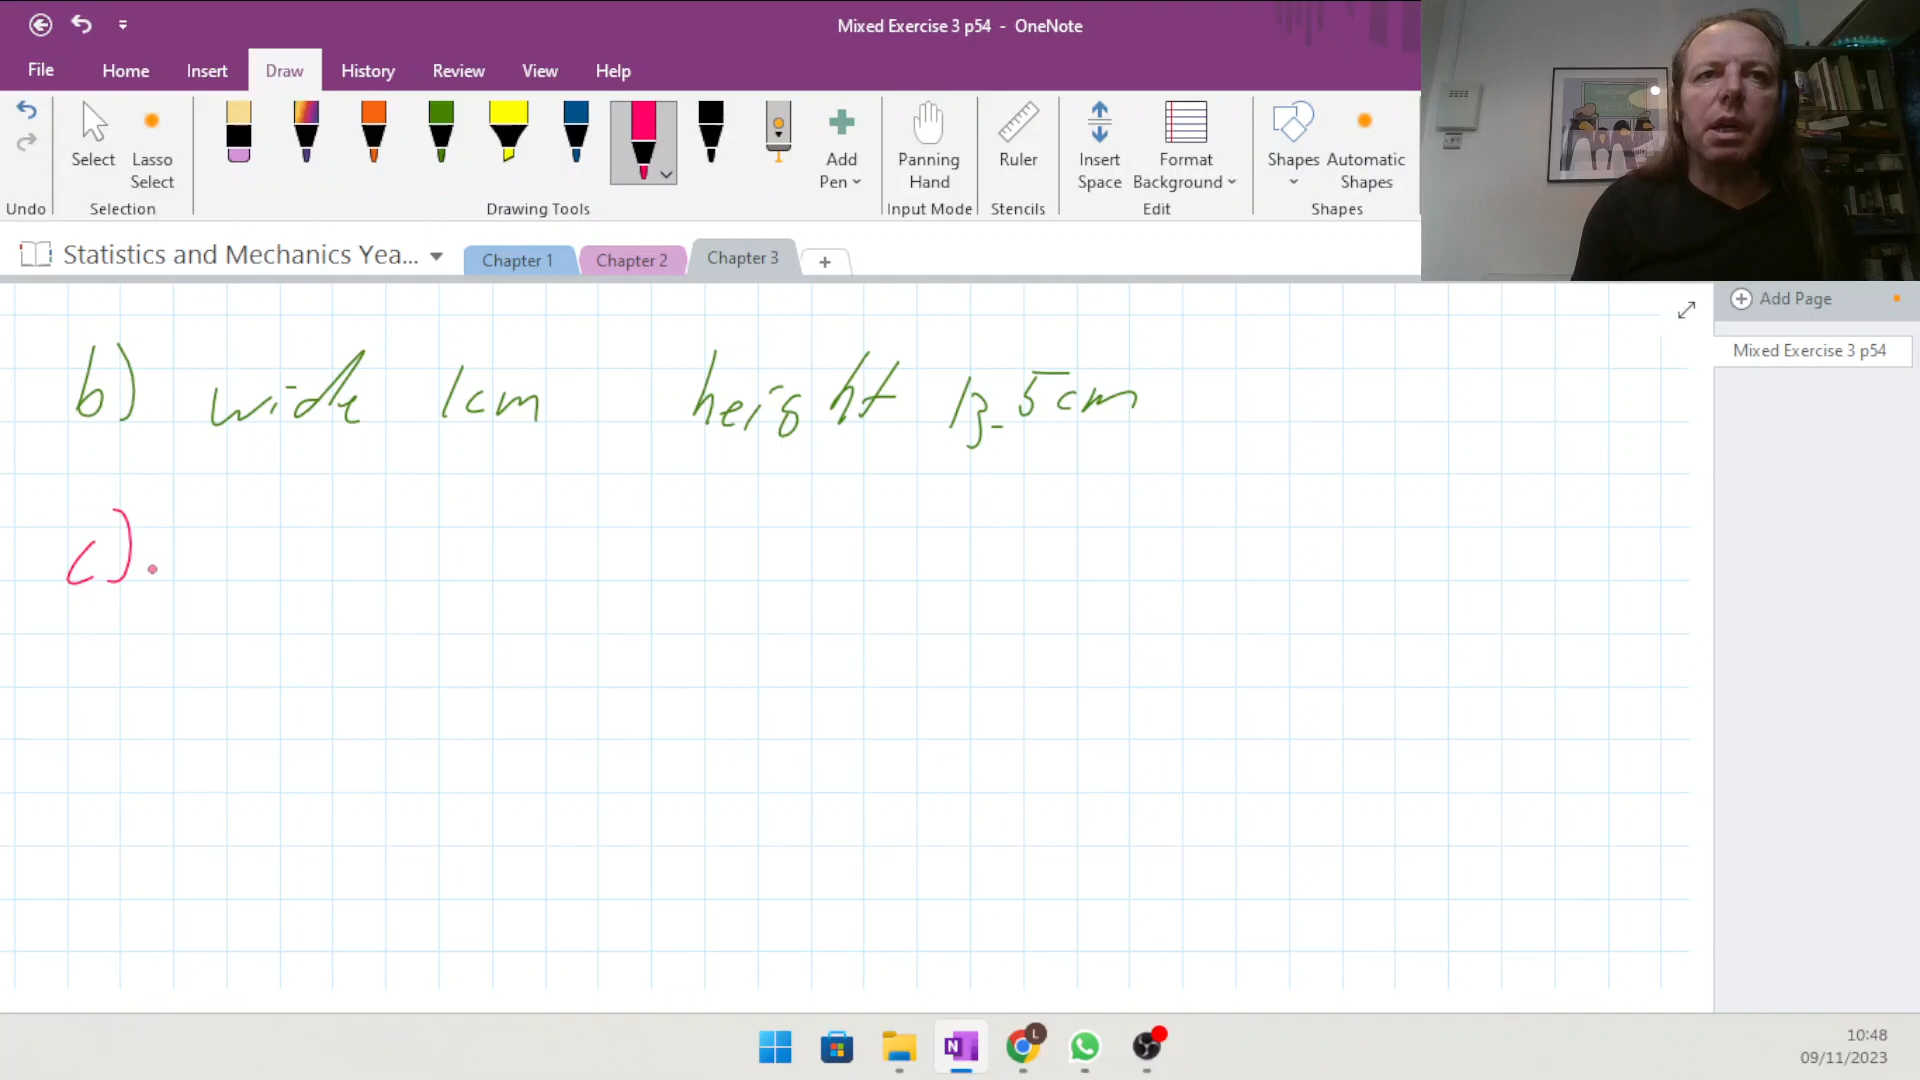 Mixed Exercise 3 p54 - OneNote
File Home Insert Draw History Review View Help
Select Lasso Select Add Pen Panning Hand Ruler Insert Space Format Background Shapes Automatic Shapes
Undo Selection Drawing Tools Input Mode Stencils Edit Shapes
Statistics and Mechanics Yea... Chapter 1 Chapter 2 Chapter 3 +
Add Page
Mixed Exercise 3 p54
b) wide 1cm height 13.5cm
c)
N
L
10:48
09/11/2023